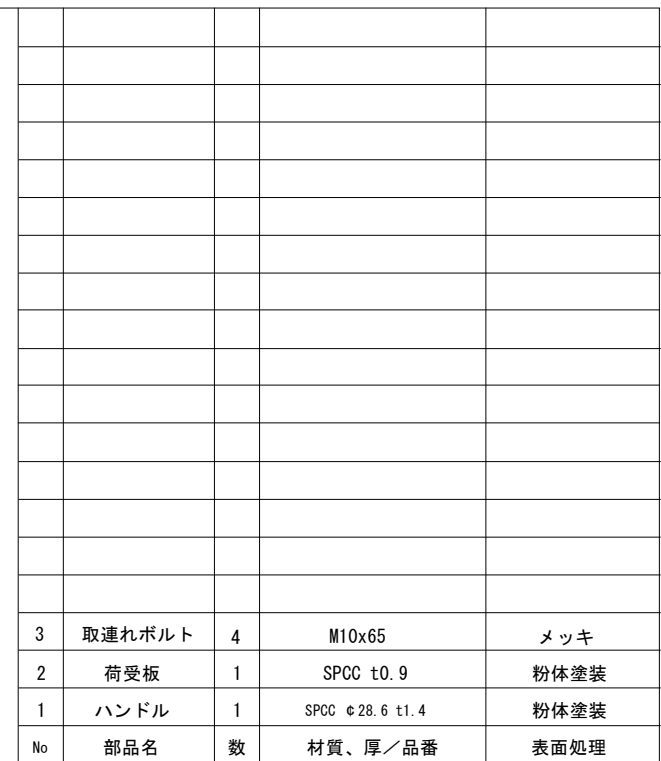 3 取連れボルト 4 M10x65 メッキ
2 荷受板 1 SPCC t0.9 粉体塗装
1 ハンドル 1 SPCC ¢28.6 t1.4 粉体塗装
No 部品名 数 材質、厚／品番 表面処理